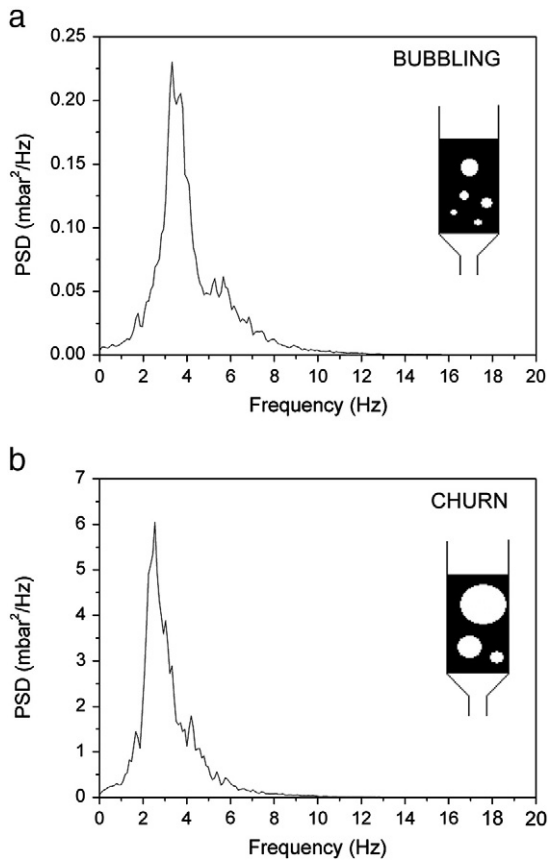 a
BUBBLING
PSD (mbar²/Hz)
0.25
0.20
0.15
0.10
0.05
0.00
0 2 4 6 8 10 12 14 16 18 20
Frequency (Hz)
b
CHURN
PSD (mbar²/Hz)
7
6
5
4
3
2
1
0
0 2 4 6 8 10 12 14 16 18 20
Frequency (Hz)